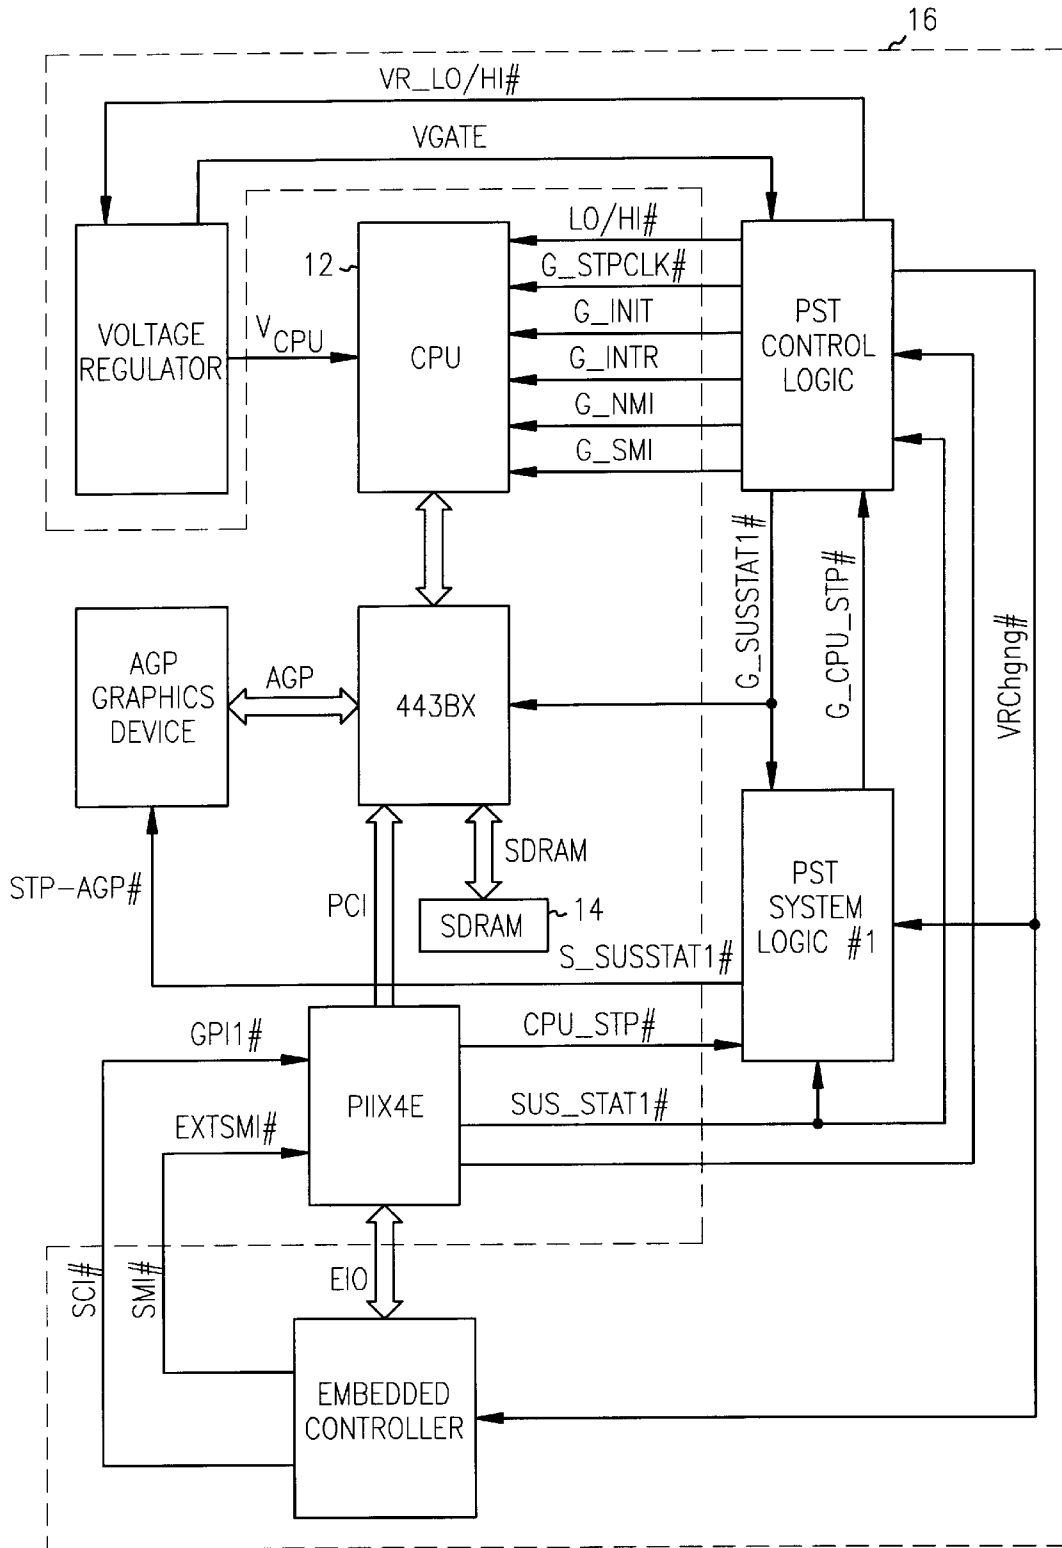 16
VR_LO/HI#
VGATE
LO/HI#
12
G_STPCLK#
G_INIT
G_INTR
G_NMI
G_SMI
VOLTAGE
REGULATOR
VCPU
CPU
PST
CONTROL
LOGIC
G_SUSSTAT1#
G_CPU_STP#
VRChgng#
AGP
GRAPHICS
DEVICE
AGP
443BX
STP-AGP#
PCI
SDRAM
SDRAM
14
PST
SYSTEM
LOGIC #1
S_SUSSTAT1#
GPI1#
CPU_STP#
PIIX4E
SUS_STAT1#
EXTSMI#
SCI#
SMI#
EIO
EMBEDDED
CONTROLLER